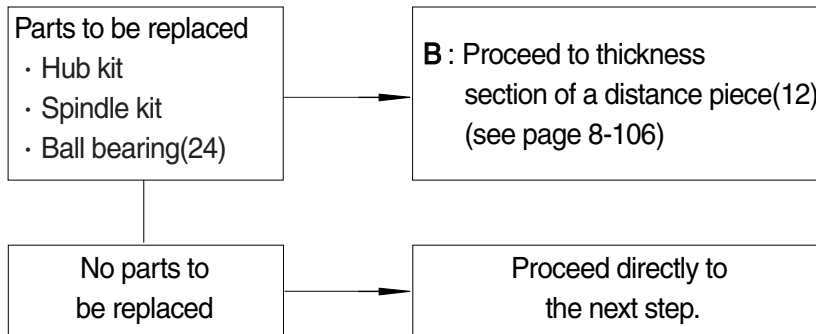 Parts to be replaced
· Hub kit
· Spindle kit
· Ball bearing(24)
B : Proceed to thickness
section of a distance piece(12)
(see page 8-106)
No parts to
be replaced
Proceed directly to
the next step.